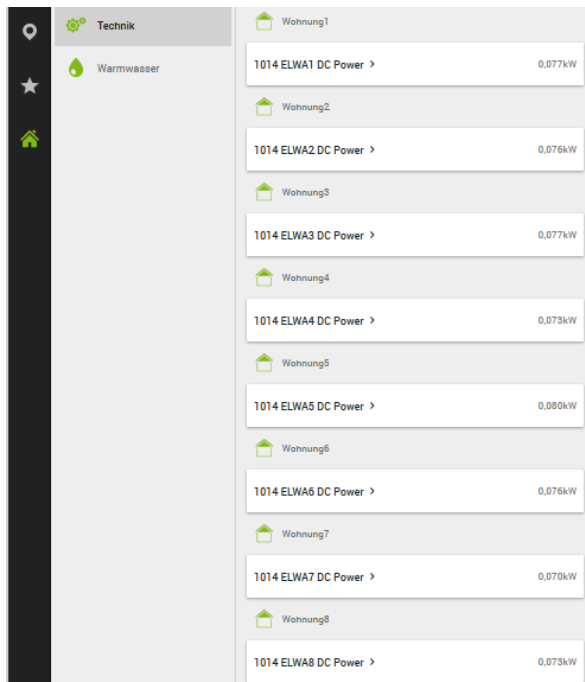 Technik
Warmwasser
Wohnung1
1014 ELWA1 DC Power > 0,077kW
Wohnung2
1014 ELWA2 DC Power > 0,076kW
Wohnung3
1014 ELWA3 DC Power > 0,077kW
Wohnung4
1014 ELWA4 DC Power > 0,073kW
Wohnung5
1014 ELWA5 DC Power > 0,080kW
Wohnung6
1014 ELWA6 DC Power > 0,076kW
Wohnung7
1014 ELWA7 DC Power > 0,070kW
Wohnung8
1014 ELWA8 DC Power > 0,073kW